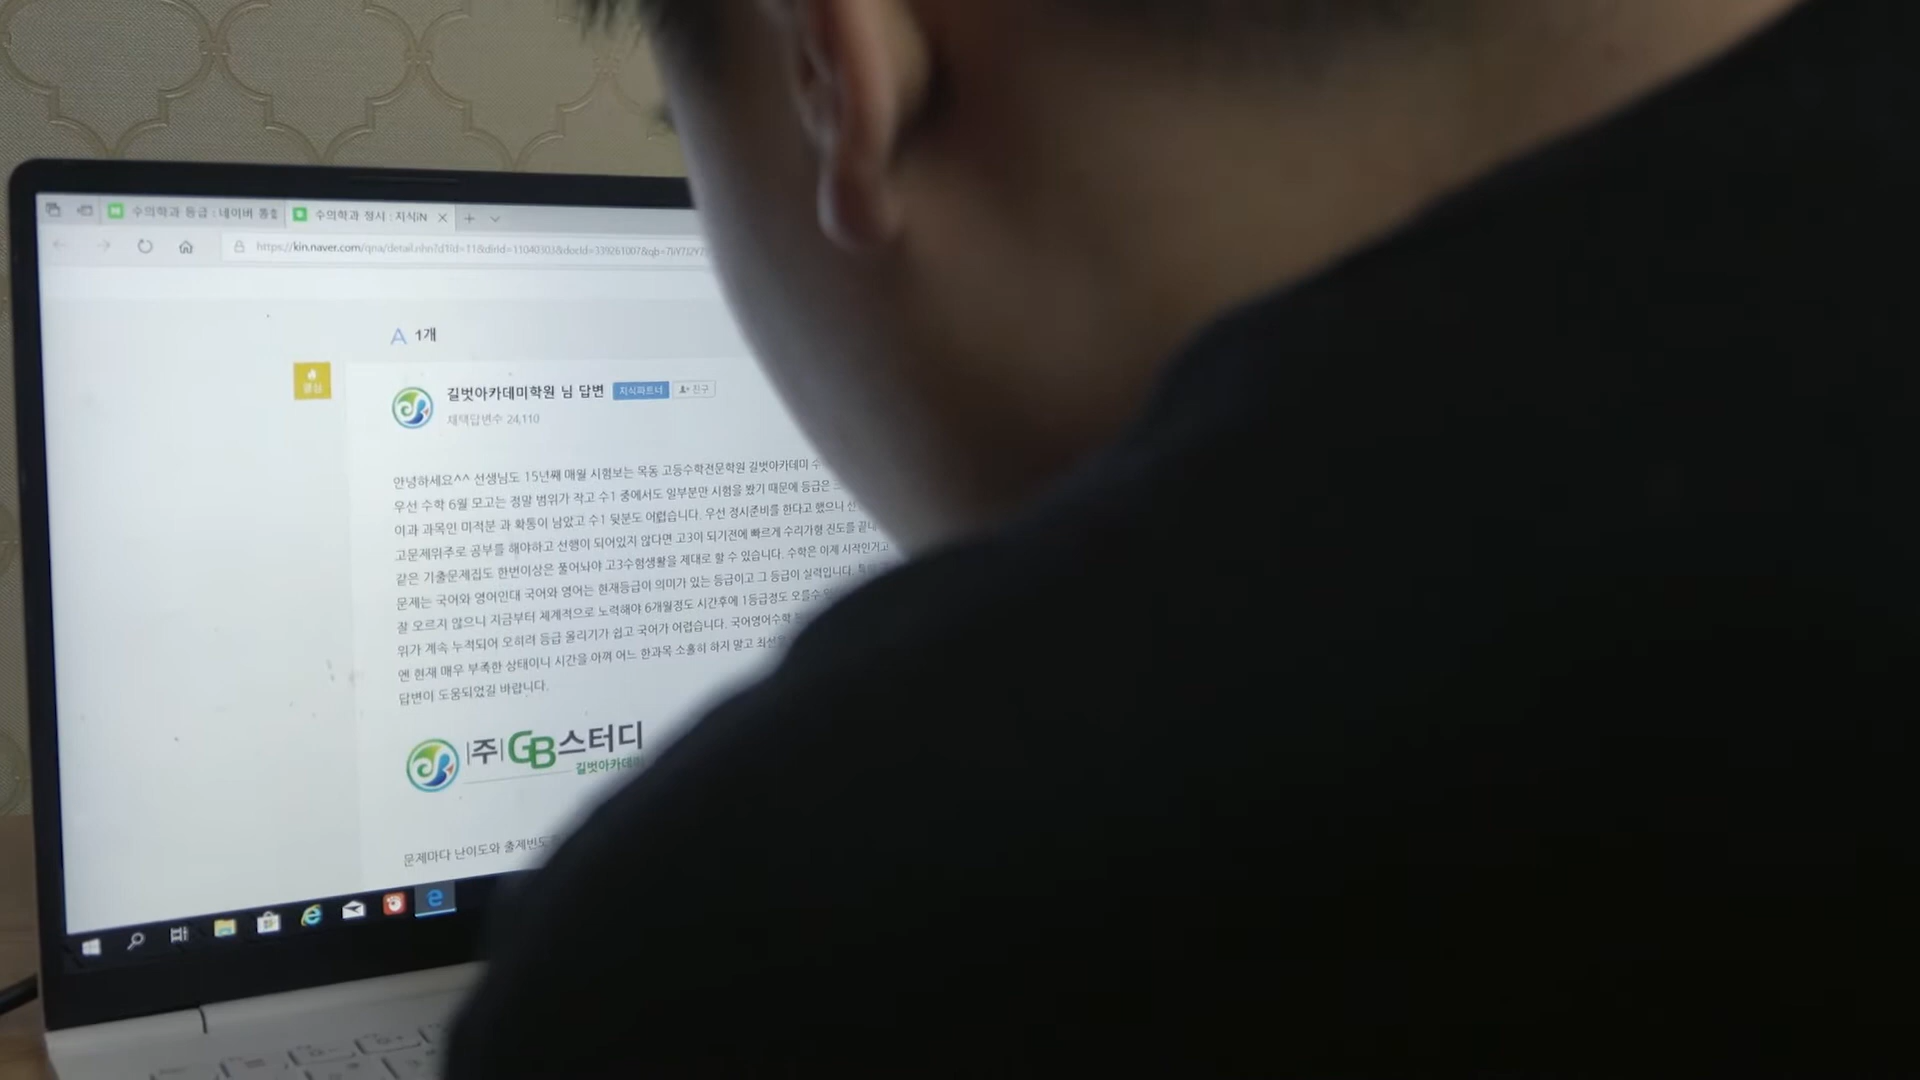 수의학과 등급 : 네이버 통합
수의학과 정시 : 지식iN
https://kin.naver.com/qna/detail.nhn?d1id=11&dirId=11040303&docId=339261007&qb=
A 1개
열심
길벗아카데미학원 님 답변 지식파트너 친구
채택답변수 24,110
안녕하세요^^ 선생님도 15년째 매월 시험보는 목동 고등수학전문학원 길벗아카데미 수
우선 수학 6월 모고는 정말 범위가 작고 수1 중에서도 일부분만 시험을 봤기 때문에 등급은
이과 과목인 미적분 과 확통이 남았고 수1 뒷분도 어렵습니다. 우선 정시준비를 한다고 했으니
고문제위주로 공부를 해야하고 선행이 되어있지 않다면 고3이 되기전에 빠르게 수리가형 진도를 끝내
같은 기출문제집도 한번이상은 풀어놔야 고3수험생활을 제대로 할 수 있습니다. 수학은 이제 시작인거고
문제는 국어와 영어인대 국어와 영어는 현재등급이 의미가 있는 등급이고 그 등급이 실력입니다.
잘 오르지 않으니 지금부터 체계적으로 노력해야 6개월정도 시간후에 1등급정도 오를수
위가 계속 누적되어 오히려 등급 올리기가 쉽고 국어가 어렵습니다. 국어영어수학
엔 현재 매우 부족한 상태이니 시간을 아껴 어느 한과목 소홀히 하지 말고 최선을
답변이 도움되었길 바랍니다.
|주| GB스터디
길벗아카데미
문제마다 난이도와 출제빈도